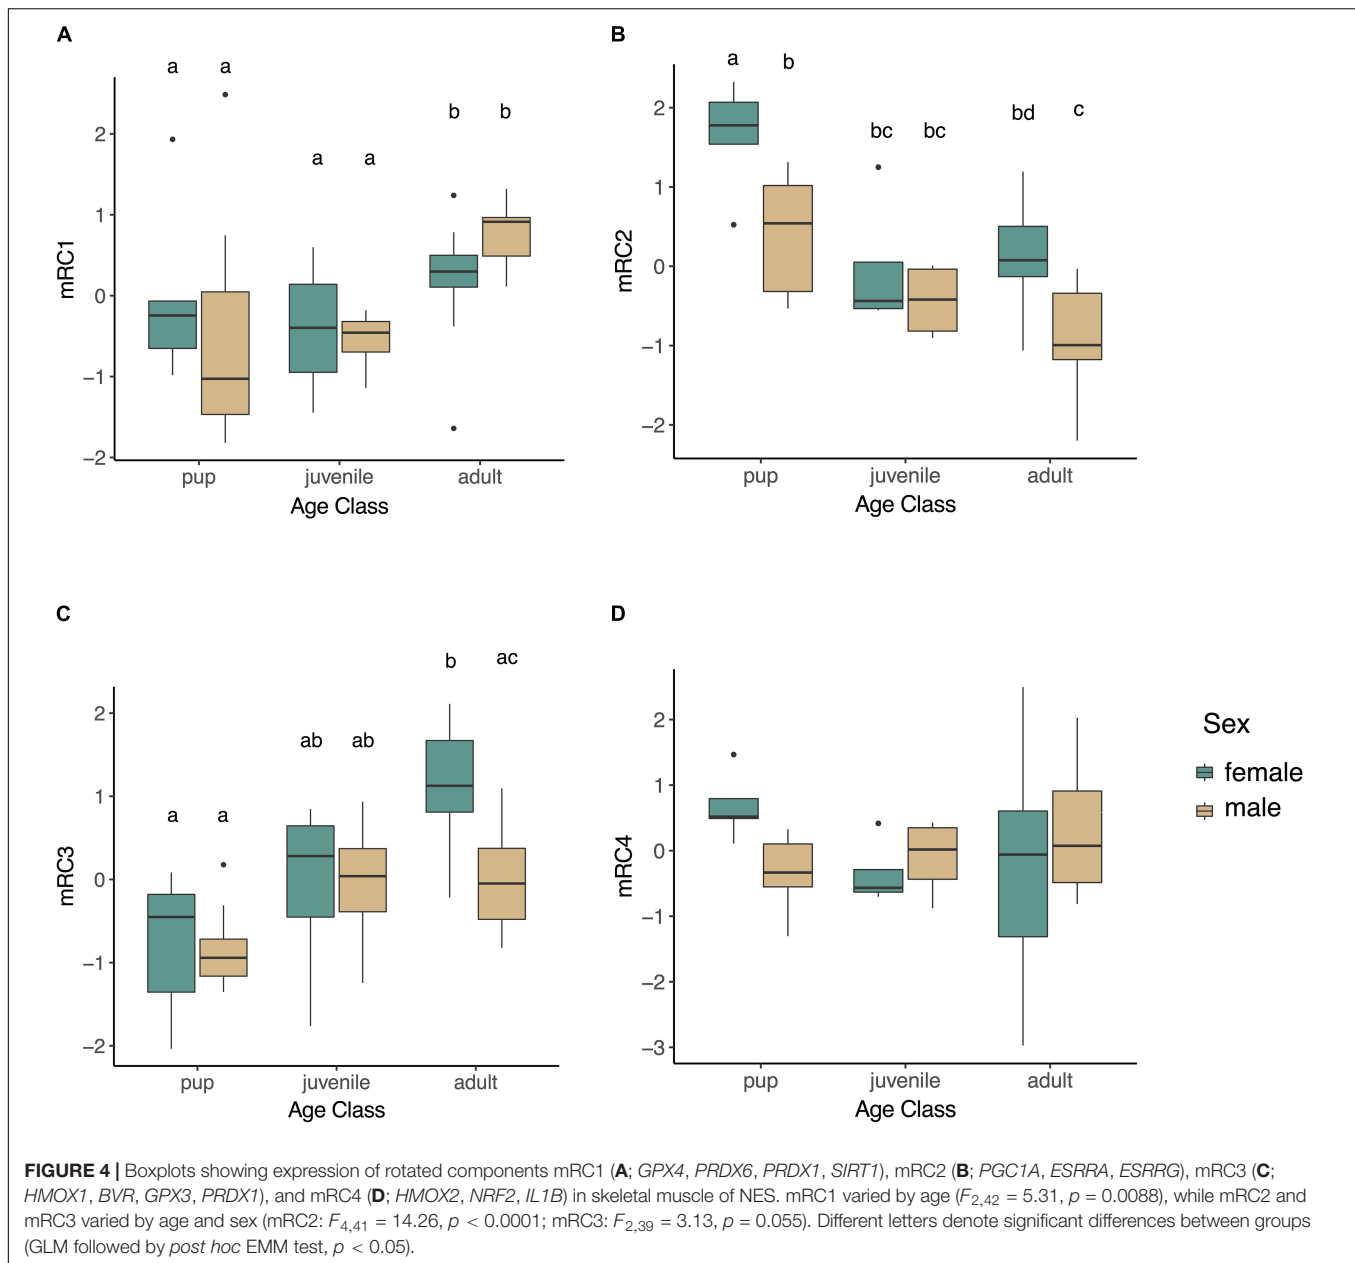 A
a a
a a
b b
mRC1
2
1
0
−1
−2
pup juvenile adult
Age Class
B
a b
bc bc
bd c
mRC2
2
1
0
−1
−2
pup juvenile adult
Age Class
C
a a
ab ab
b ac
mRC3
2
1
0
−1
−2
pup juvenile adult
Age Class
D
mRC4
2
1
0
−1
−2
−3
pup juvenile adult
Age Class
Sex
female
male
FIGURE 4 | Boxplots showing expression of rotated components mRC1 (A; GPX4, PRDX6, PRDX1, SIRT1), mRC2 (B; PGC1A, ESRRA, ESRRG), mRC3 (C;
HMOX1, BVR, GPX3, PRDX1), and mRC4 (D; HMOX2, NRF2, IL1B) in skeletal muscle of NES. mRC1 varied by age (F2,42 = 5.31, p = 0.0088), while mRC2 and
mRC3 varied by age and sex (mRC2: F4,41 = 14.26, p < 0.0001; mRC3: F2,39 = 3.13, p = 0.055). Different letters denote significant differences between groups
(GLM followed by post hoc EMM test, p < 0.05).